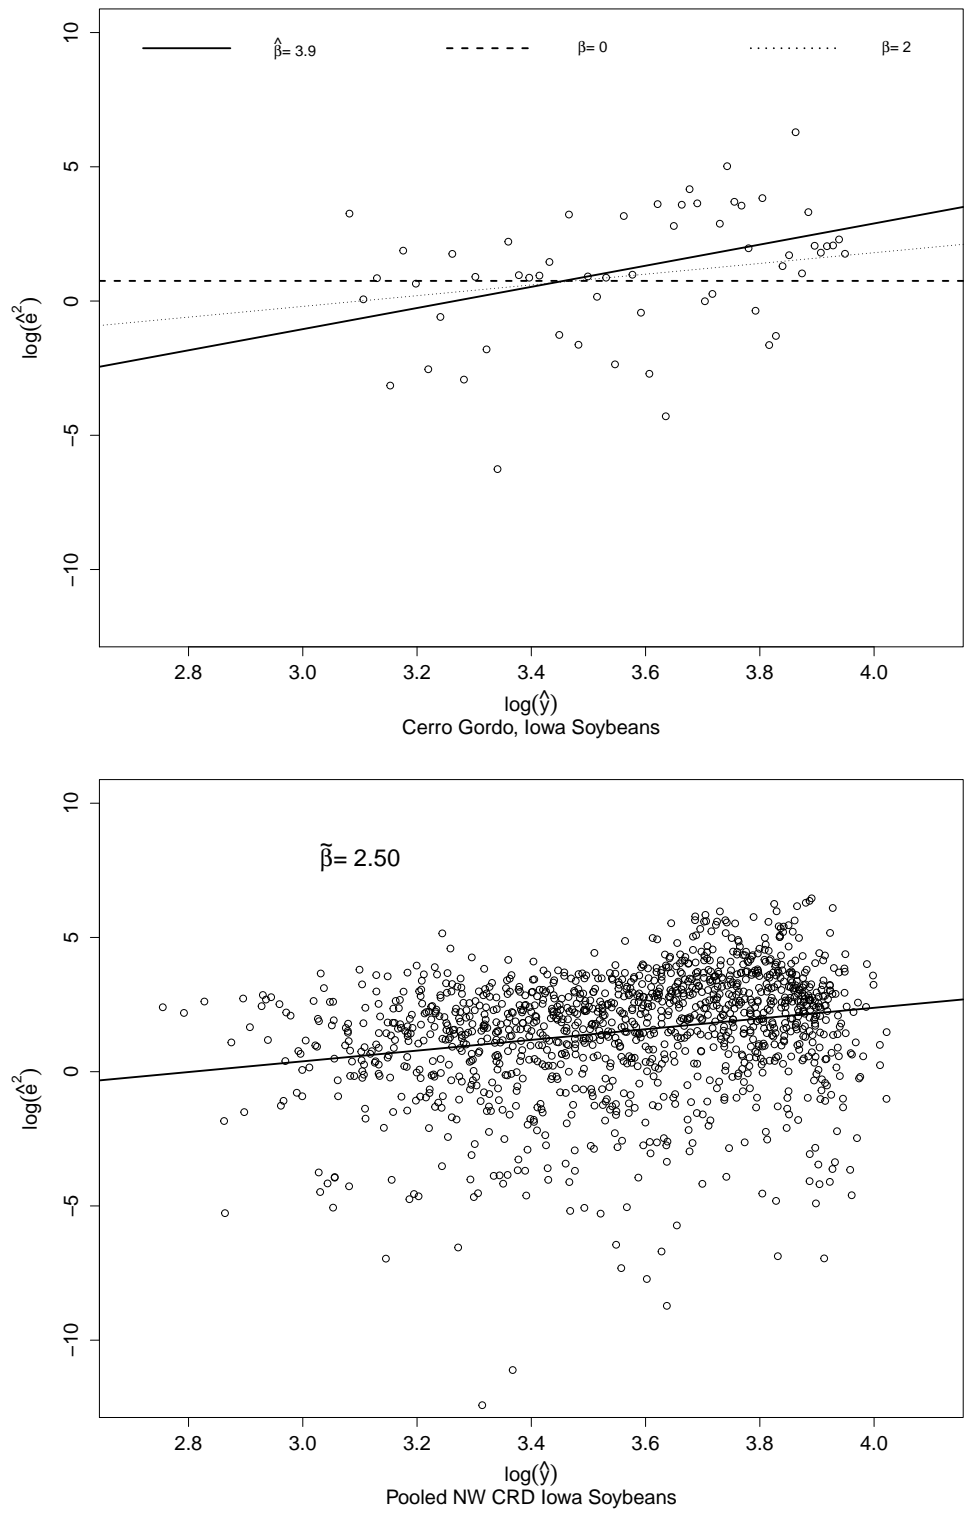 10
β̂= 3.9
β= 0
β= 2
5
0
−5
−10
log(ê²)
2.8 3.0 3.2 3.4 3.6 3.8 4.0
log(ŷ)
Cerro Gordo, Iowa Soybeans
10
β̃= 2.50
5
0
−5
−10
log(ê²)
2.8 3.0 3.2 3.4 3.6 3.8 4.0
log(ŷ)
Pooled NW CRD Iowa Soybeans